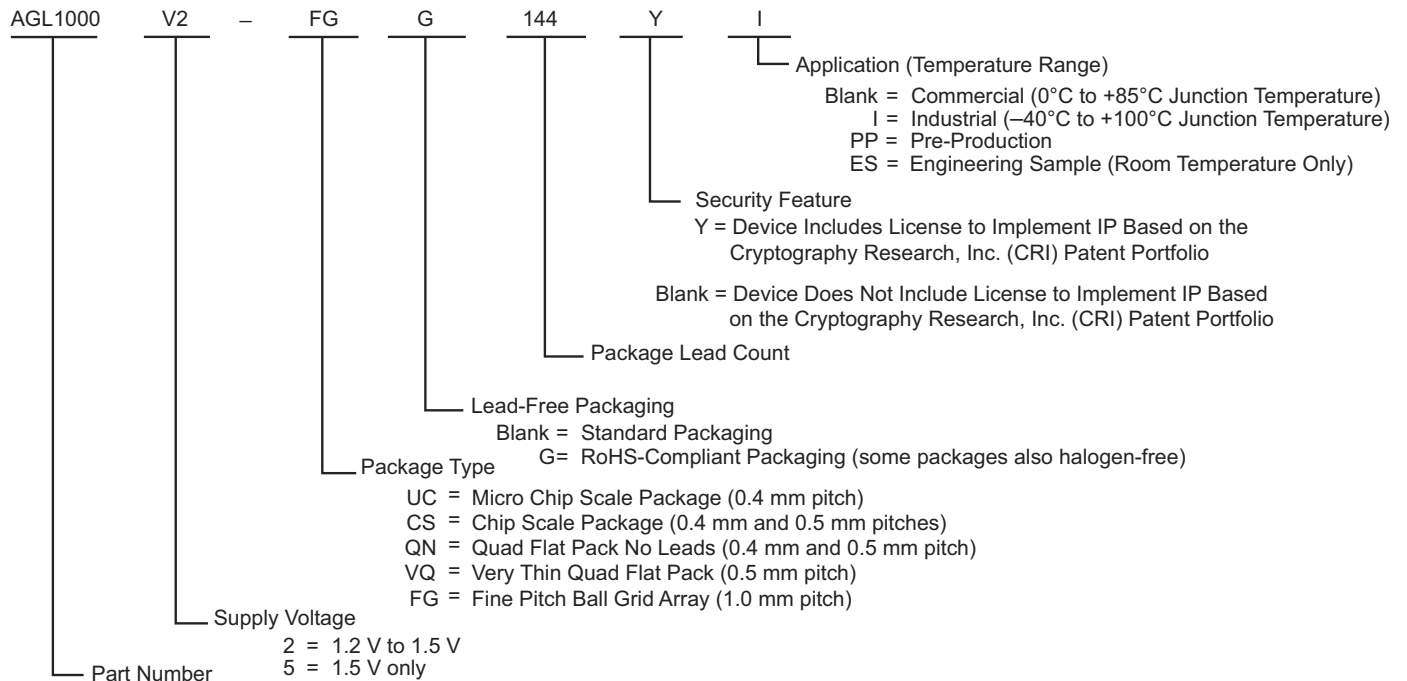 AGL1000 V2 – FG G 144 Y I
Application (Temperature Range)
Blank = Commercial (0°C to +85°C Junction Temperature)
I = Industrial (–40°C to +100°C Junction Temperature)
PP = Pre-Production
ES = Engineering Sample (Room Temperature Only)
Security Feature
Y = Device Includes License to Implement IP Based on the
Cryptography Research, Inc. (CRI) Patent Portfolio
Blank = Device Does Not Include License to Implement IP Based
on the Cryptography Research, Inc. (CRI) Patent Portfolio
Package Lead Count
Lead-Free Packaging
Blank = Standard Packaging
G= RoHS-Compliant Packaging (some packages also halogen-free)
Package Type
UC = Micro Chip Scale Package (0.4 mm pitch)
CS = Chip Scale Package (0.4 mm and 0.5 mm pitches)
QN = Quad Flat Pack No Leads (0.4 mm and 0.5 mm pitch)
VQ = Very Thin Quad Flat Pack (0.5 mm pitch)
FG = Fine Pitch Ball Grid Array (1.0 mm pitch)
Supply Voltage
2 = 1.2 V to 1.5 V
5 = 1.5 V only
Part Number